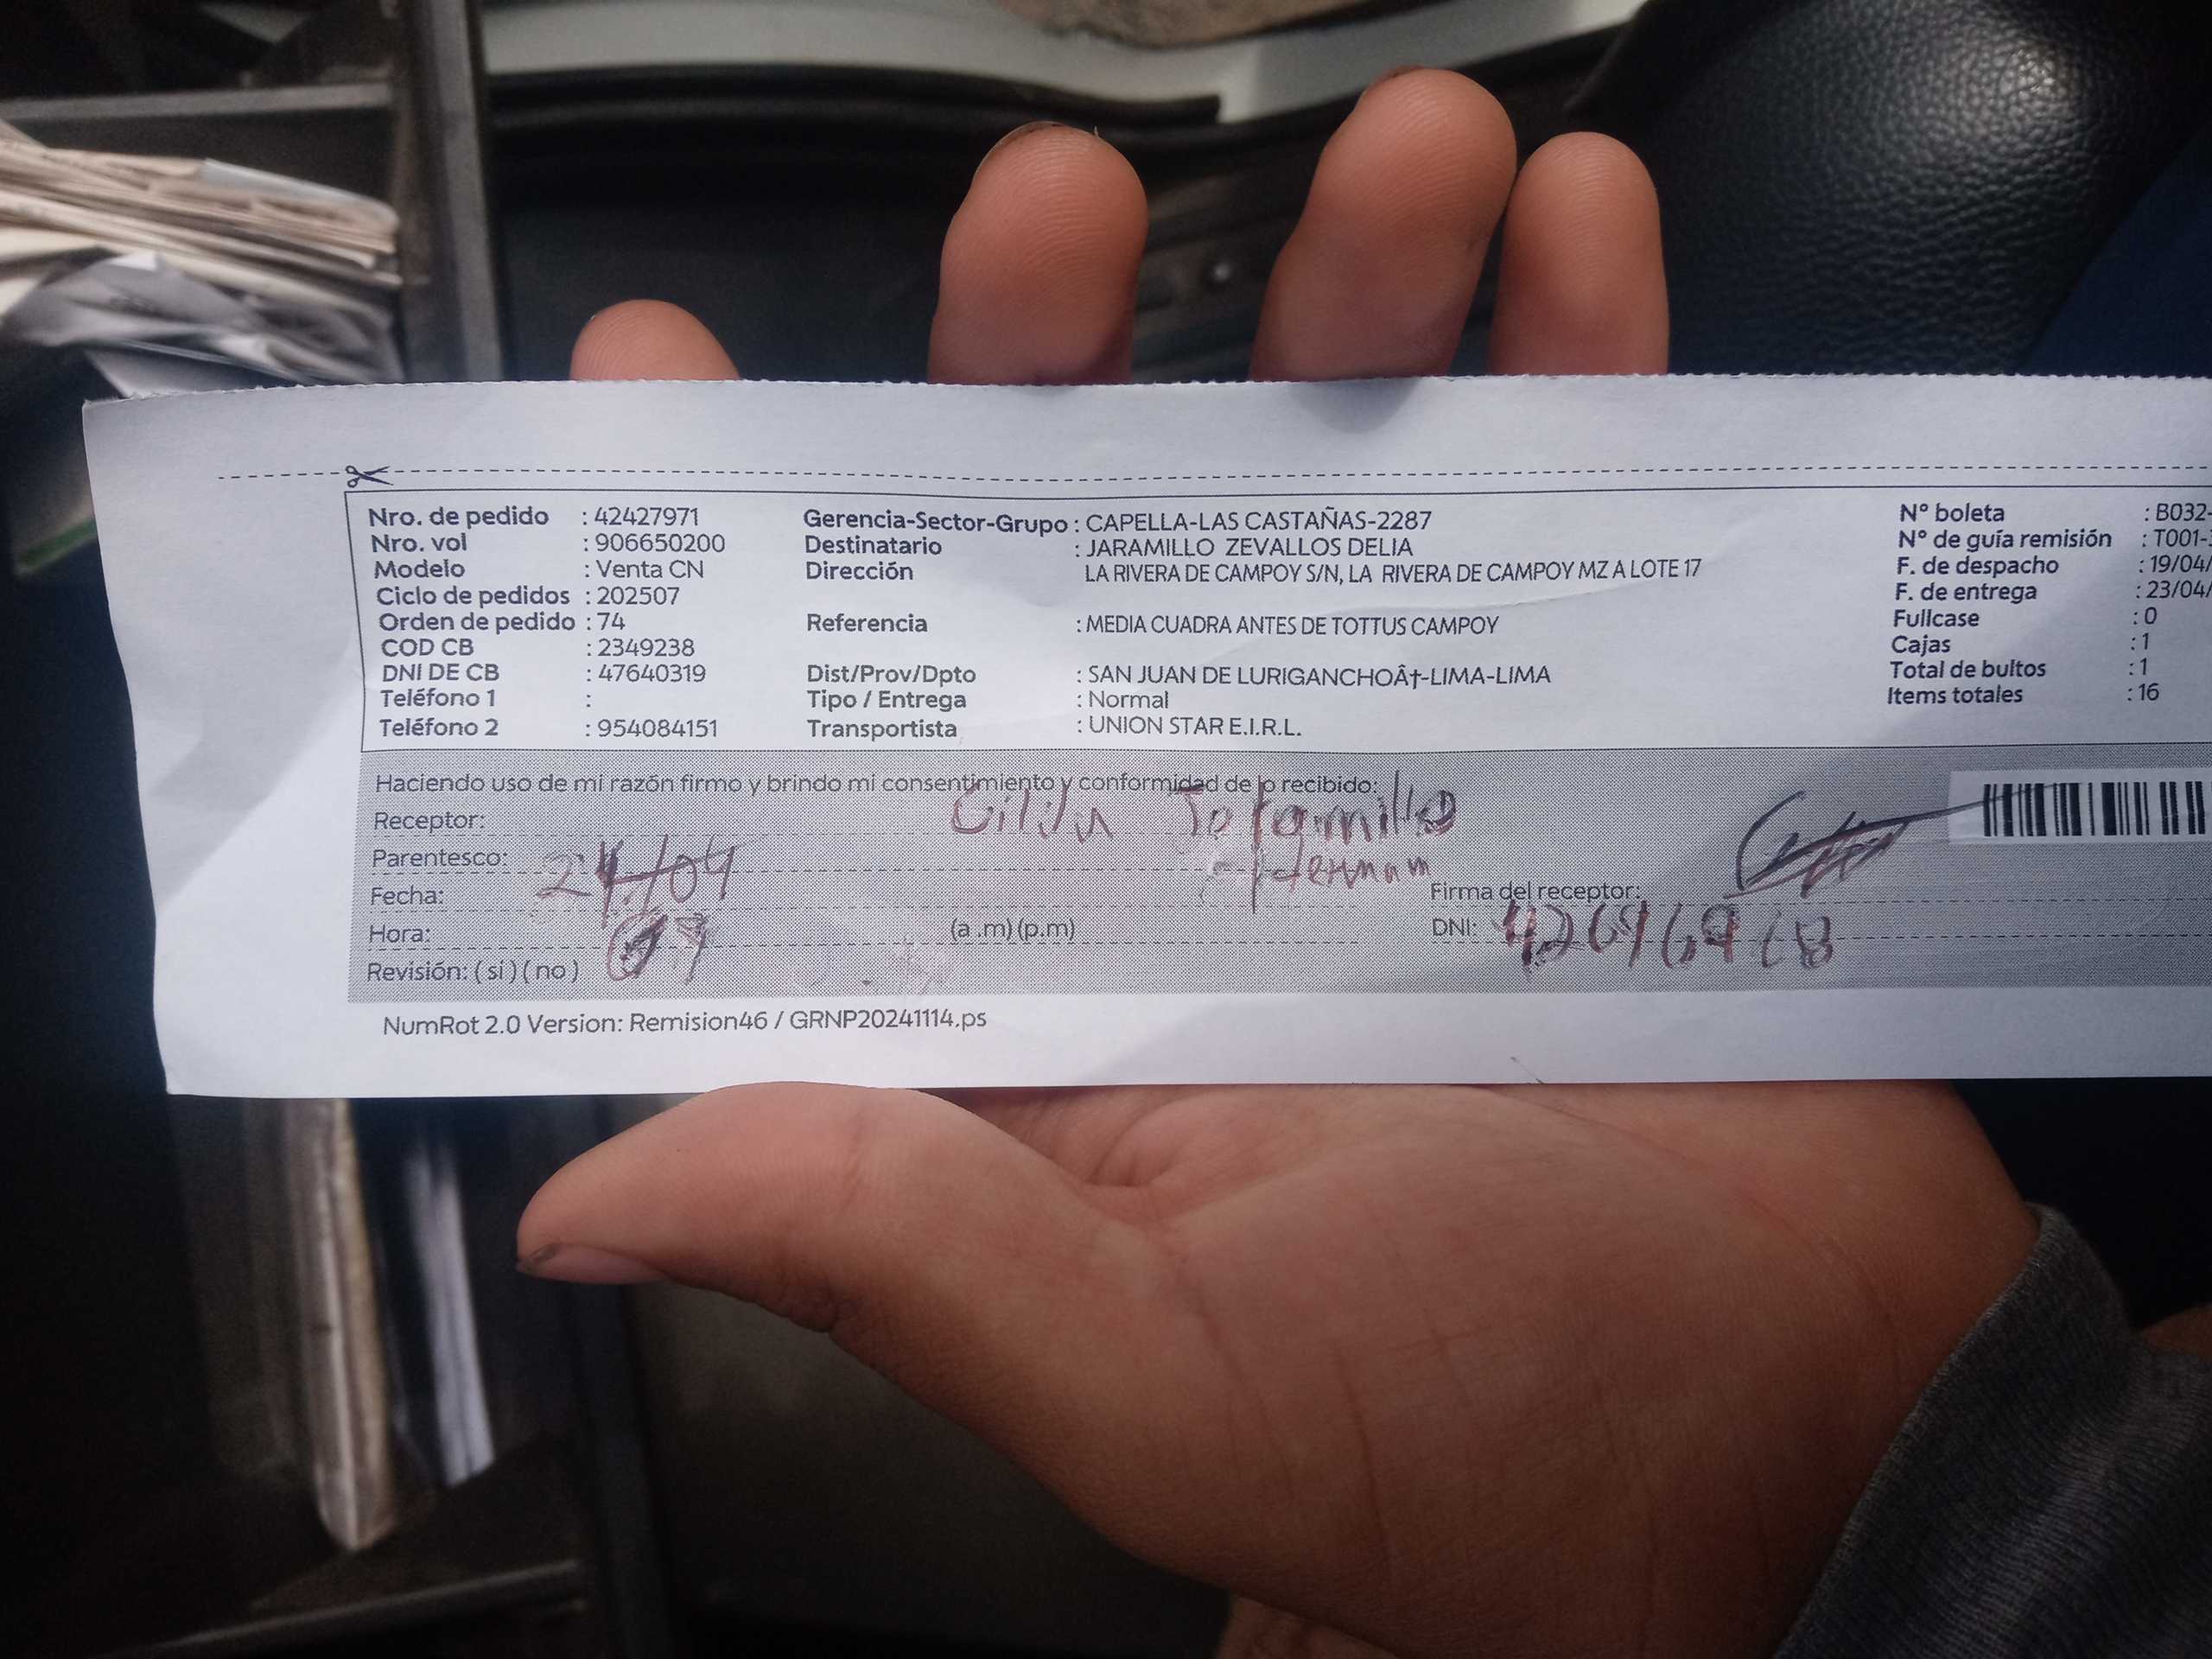 Nro. de pedido : 42427971
Nro. vol : 906650200
Modelo : Venta CN
Ciclo de pedidos : 202507
Orden de pedido : 74
COD CB : 2349238
DNI DE CB : 47640319
Teléfono 1 :
Teléfono 2 : 954084151
Gerencia-Sector-Grupo : CAPELLA-LAS CASTAÑAS-2287
Destinatario : JARAMILLO ZEVALLOS DELIA
Dirección LA RIVERA DE CAMPOY S/N, LA RIVERA DE CAMPOY MZ A LOTE 17
Referencia : MEDIA CUADRA ANTES DE TOTTUS CAMPOY
Dist/Prov/Dpto : SAN JUAN DE LURIGANCHOÂ†-LIMA-LIMA
Tipo / Entrega : Normal
Transportista : UNION STAR E.I.R.L.
N° boleta : B032-
N° de guía remisión : T001-
F. de despacho : 19/04/
F. de entrega : 23/04/
Fullcase : 0
Cajas : 1
Total de bultos : 1
Items totales : 16
Haciendo uso de mi razón firmo y brindo mi consentimiento y conformidad de lo recibido:
Receptor: Jaramillo
Parentesco:
Fecha: 24/04
Firma del receptor:
Hora: (a .m) (p.m)
DNI:
Revisión: ( si ) ( no )
NumRot 2.0 Version: Remision46 / GRNP20241114.ps